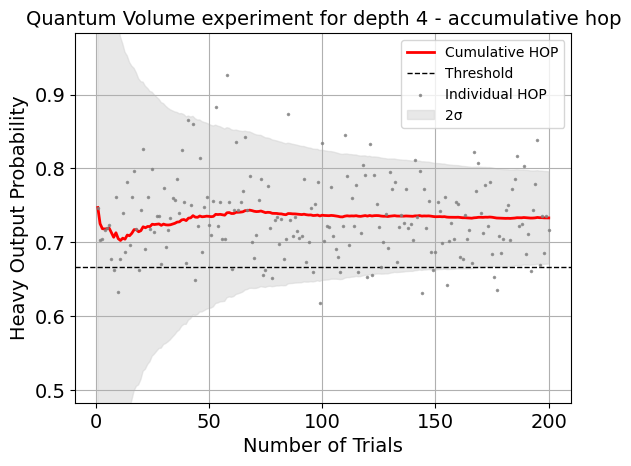 Quantum Volume experiment for depth 4 - accumulative hop
Cumulative HOP
Threshold
Individual HOP
2σ
Heavy Output Probability
0.9
0.8
0.7
0.6
0.5
0
50
100
150
200
Number of Trials